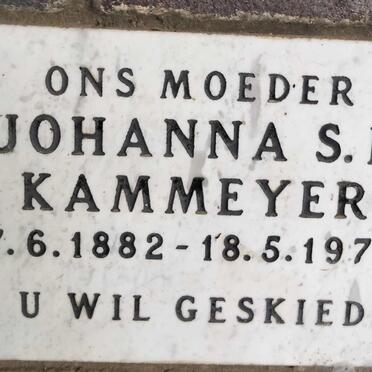 ONS MOEDER
JOHANNA S.
KAMMEYER
.6.1882 - 18.5.197
U WIL GESKIED